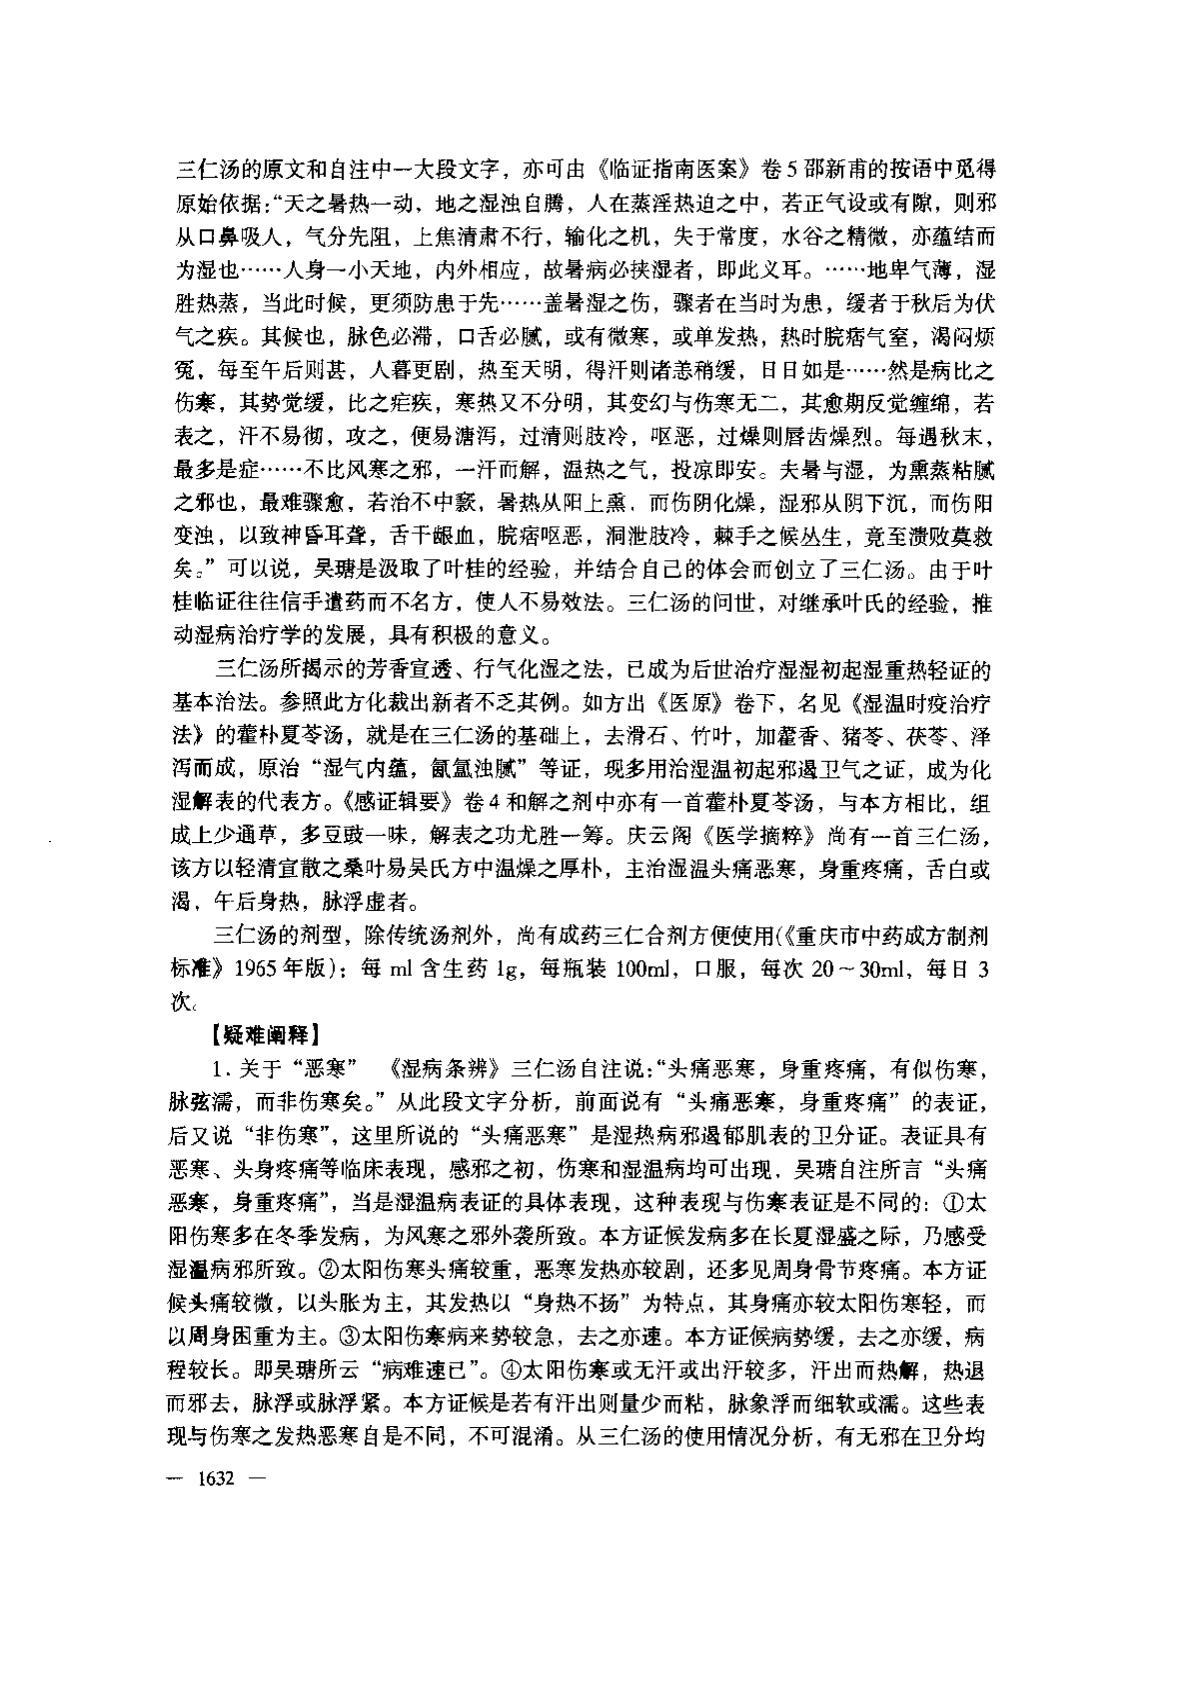 三仁汤的原文和自注中一大段文字，亦可由《临证指南医案》卷5邵新甫的按语中觅得
原始依据：“天之暑热一动，地之湿浊自腾，人在蒸淫热迫之中，若正气设或有隙，则邪
从口鼻吸人，气分先阻，上焦清肃不行，输化之机，失于常度，水谷之精微，亦蕴结而
为湿也……人身一小天地，内外相应，故暑病必挟湿者，即此义耳。……地卑气薄，湿
胜热蒸，当此时候，更须防患于先……盖暑湿之伤，骤者在当时为患，缓者于秋后为伏
气之疾。其候也，脉色必滞，口舌必腻，或有微寒，或单发热，热时脘痞气窒，渴闷烦
冤，每至午后则甚，人暮更剧，热至天明，得汗则诸恙稍缓，日日如是……然是病比之
伤寒，其势觉缓，比之疟疾，寒热又不分明，其变幻与伤寒无二，其愈期反觉缠绵，若
表之，汗不易彻，攻之，便易溏泻，过清则肢冷，呕恶，过燥则唇齿燥烈。每遇秋末，
最多是症……不比风寒之邪，一汗而解，温热之气，投凉即安。夫暑与湿，为熏蒸粘腻
之邪也，最难骤愈，若治不中窾，暑热从阳上熏，而伤阴化燥，湿邪从阴下沉，而伤阳
变浊，以致神昏耳聋，舌干龈血，脘痞呕恶，洞泄肢冷，棘手之候丛生，竟至溃败莫救
矣。”可以说，吴瑭是汲取了叶桂的经验，并结合自己的体会而创立了三仁汤。由于叶
桂临证往往信手遣药而不名方，使人不易效法。三仁汤的问世，对继承叶氏的经验，推
动湿病治疗学的发展，具有积极的意义。
三仁汤所揭示的芳香宣透、行气化湿之法，已成为后世治疗湿湿初起湿重热轻证的
基本治法。参照此方化裁出新者不乏其例。如方出《医原》卷下，名见《湿温时疫治疗
法》的藿朴夏苓汤，就是在三仁汤的基础上，去滑石、竹叶，加藿香、猪苓、茯苓、泽
泻而成，原治“湿气内蕴，氤氲浊腻”等证，现多用治湿温初起邪遏卫气之证，成为化
湿解表的代表方。《感证辑要》卷4和解之剂中亦有一首藿朴夏苓汤，与本方相比，组
成上少通草，多豆豉一味，解表之功尤胜一筹。庆云阁《医学摘粹》尚有一首三仁汤，
该方以轻清宣散之桑叶易吴氏方中温燥之厚朴，主治湿温头痛恶寒，身重疼痛，舌白或
渴，午后身热，脉浮虚者。
三仁汤的剂型，除传统汤剂外，尚有成药三仁合剂方便使用(《重庆市中药成方制剂
标准》1965年版)：每 ml 含生药 1g，每瓶装 100ml，口服，每次 20～30ml，每日 3
次。
【疑难阐释】
1. 关于“恶寒” 《湿病条辨》三仁汤自注说：“头痛恶寒，身重疼痛，有似伤寒，
脉弦濡，而非伤寒矣。”从此段文字分析，前面说有“头痛恶寒，身重疼痛”的表证，
后又说“非伤寒”，这里所说的“头痛恶寒”是湿热病邪遏郁肌表的卫分证。表证具有
恶寒、头身疼痛等临床表现，感邪之初，伤寒和湿温病均可出现，吴瑭自注所言“头痛
恶寒，身重疼痛”，当是湿温病表证的具体表现，这种表现与伤寒表证是不同的：①太
阳伤寒多在冬季发病，为风寒之邪外袭所致。本方证候发病多在长夏湿盛之际，乃感受
湿温病邪所致。②太阳伤寒头痛较重，恶寒发热亦较剧，还多见周身骨节疼痛。本方证
候头痛较微，以头胀为主，其发热以“身热不扬”为特点，其身痛亦较太阳伤寒轻，而
以周身困重为主。③太阳伤寒病来势较急，去之亦速。本方证候病势缓，去之亦缓，病
程较长。即吴瑭所云“病难速已”。④太阳伤寒或无汗或出汗较多，汗出而热解，热退
而邪去，脉浮或脉浮紧。本方证候是若有汗出则量少而粘，脉象浮而细软或濡。这些表
现与伤寒之发热恶寒自是不同，不可混淆。从三仁汤的使用情况分析，有无邪在卫分均
— 1632 —